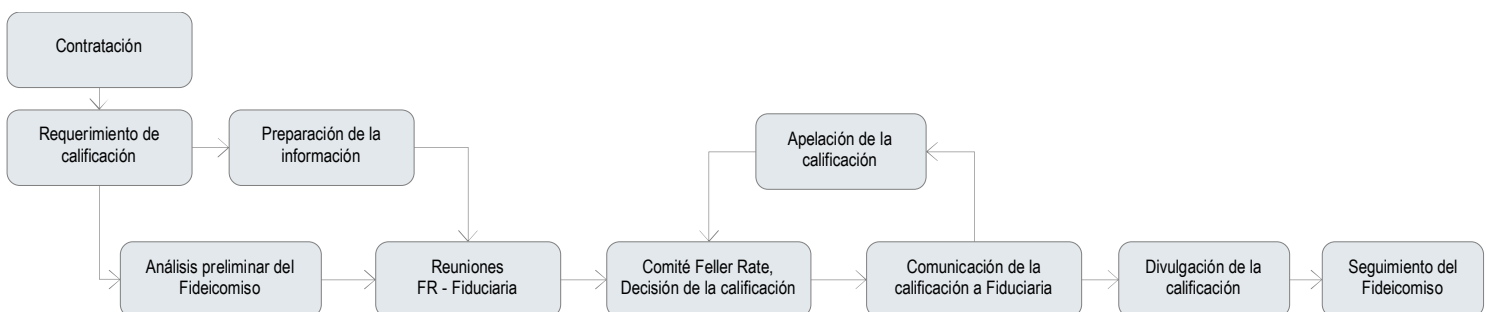 Contratación
Requerimiento de
calificación
Preparación de la
información
Apelación de la
calificación
Análisis preliminar del
Fideicomiso
Reuniones
FR - Fiduciaria
Comité Feller Rate,
Decisión de la calificación
Comunicación de la
calificación a Fiduciaria
Divulgación de la
calificación
Seguimiento del
Fideicomiso